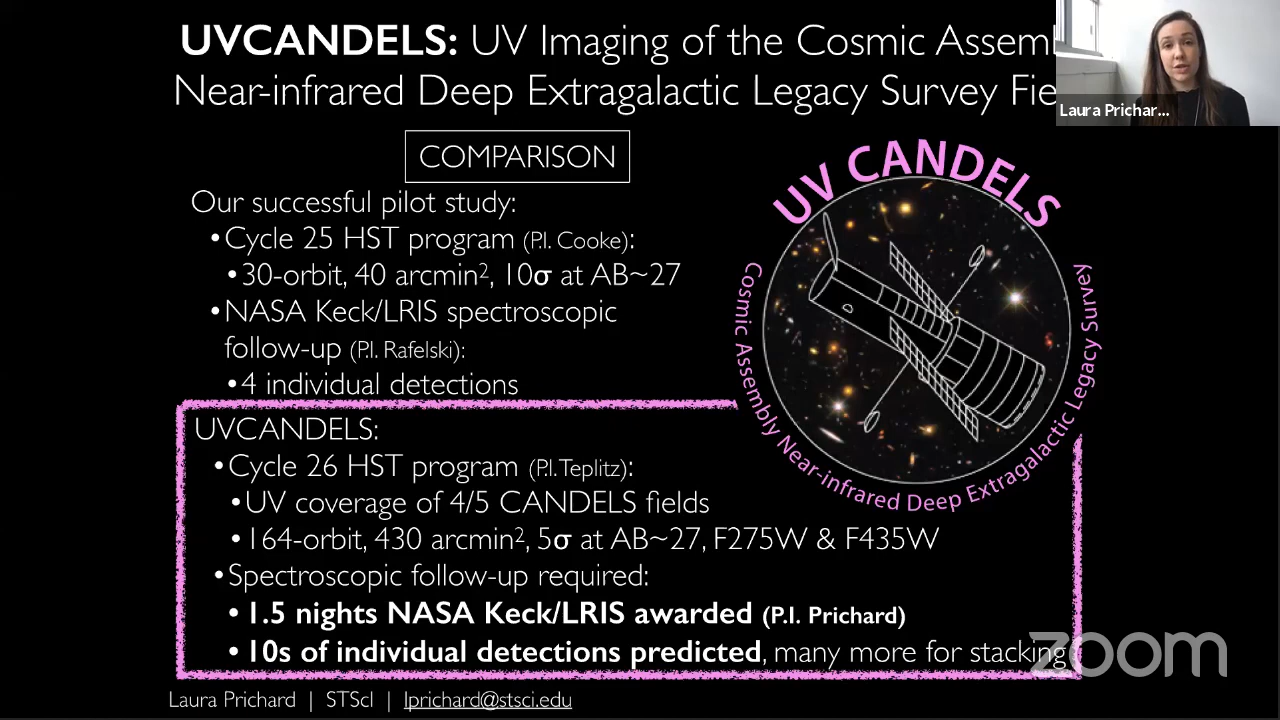 UVCANDELS: UV Imaging of the Cosmic Assem
Near-infrared Deep Extragalactic Legacy Survey Fie
Laura Prichar...
COMPARISON
Our successful pilot study:
•Cycle 25 HST program (P.I. Cooke):
•30-orbit, 40 arcmin², 10σ at AB~27
•NASA Keck/LRIS spectroscopic
follow-up (P.I. Rafelski):
•4 individual detections
UV CANDELS
Cosmic Assembly Near-infrared Deep Extragalactic Legacy Survey
UVCANDELS:
•Cycle 26 HST program (P.I. Teplitz):
•UV coverage of 4/5 CANDELS fields
•164-orbit, 430 arcmin², 5σ at AB~27, F275W & F435W
•Spectroscopic follow-up required:
•1.5 nights NASA Keck/LRIS awarded (P.I. Prichard)
•10s of individual detections predicted, many more for stacking
zoom
Laura Prichard | STScI | lprichard@stsci.edu